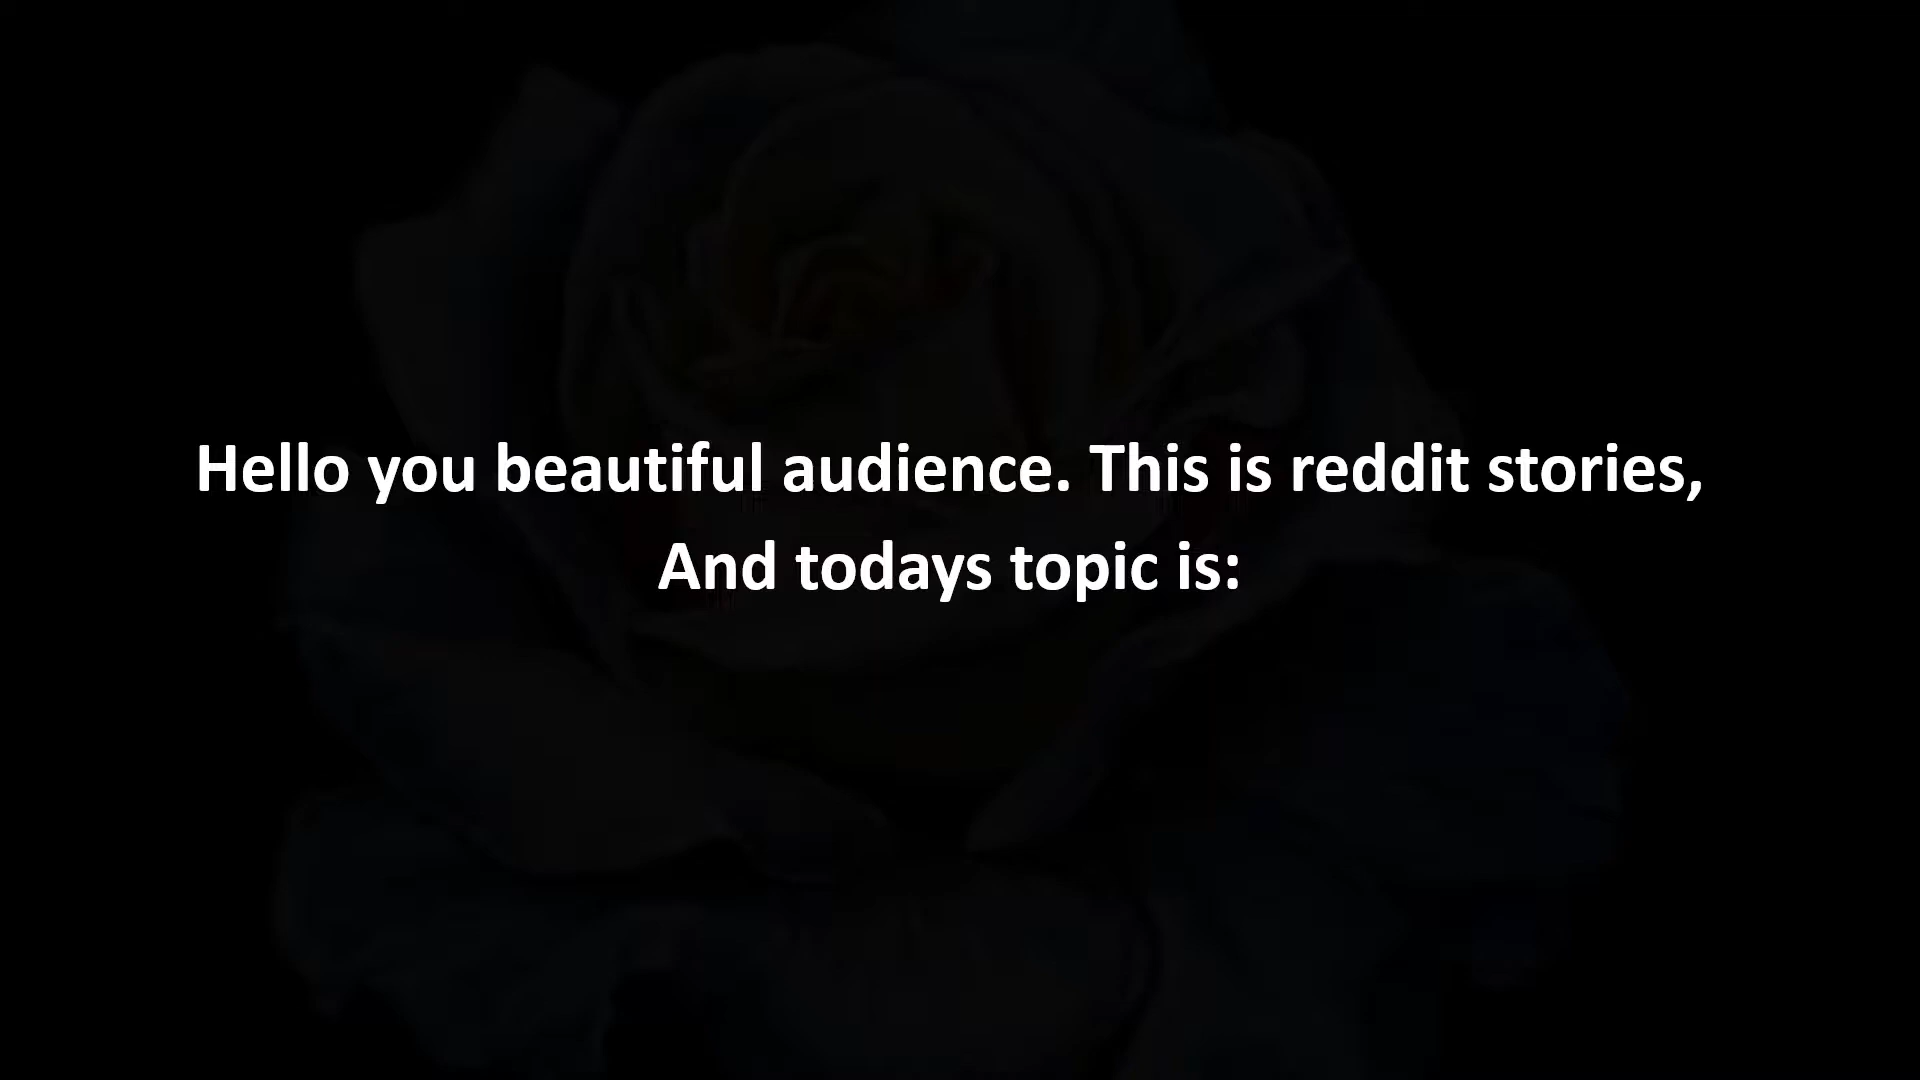 Hello you beautiful audience. This is reddit stories,
And todays topic is: